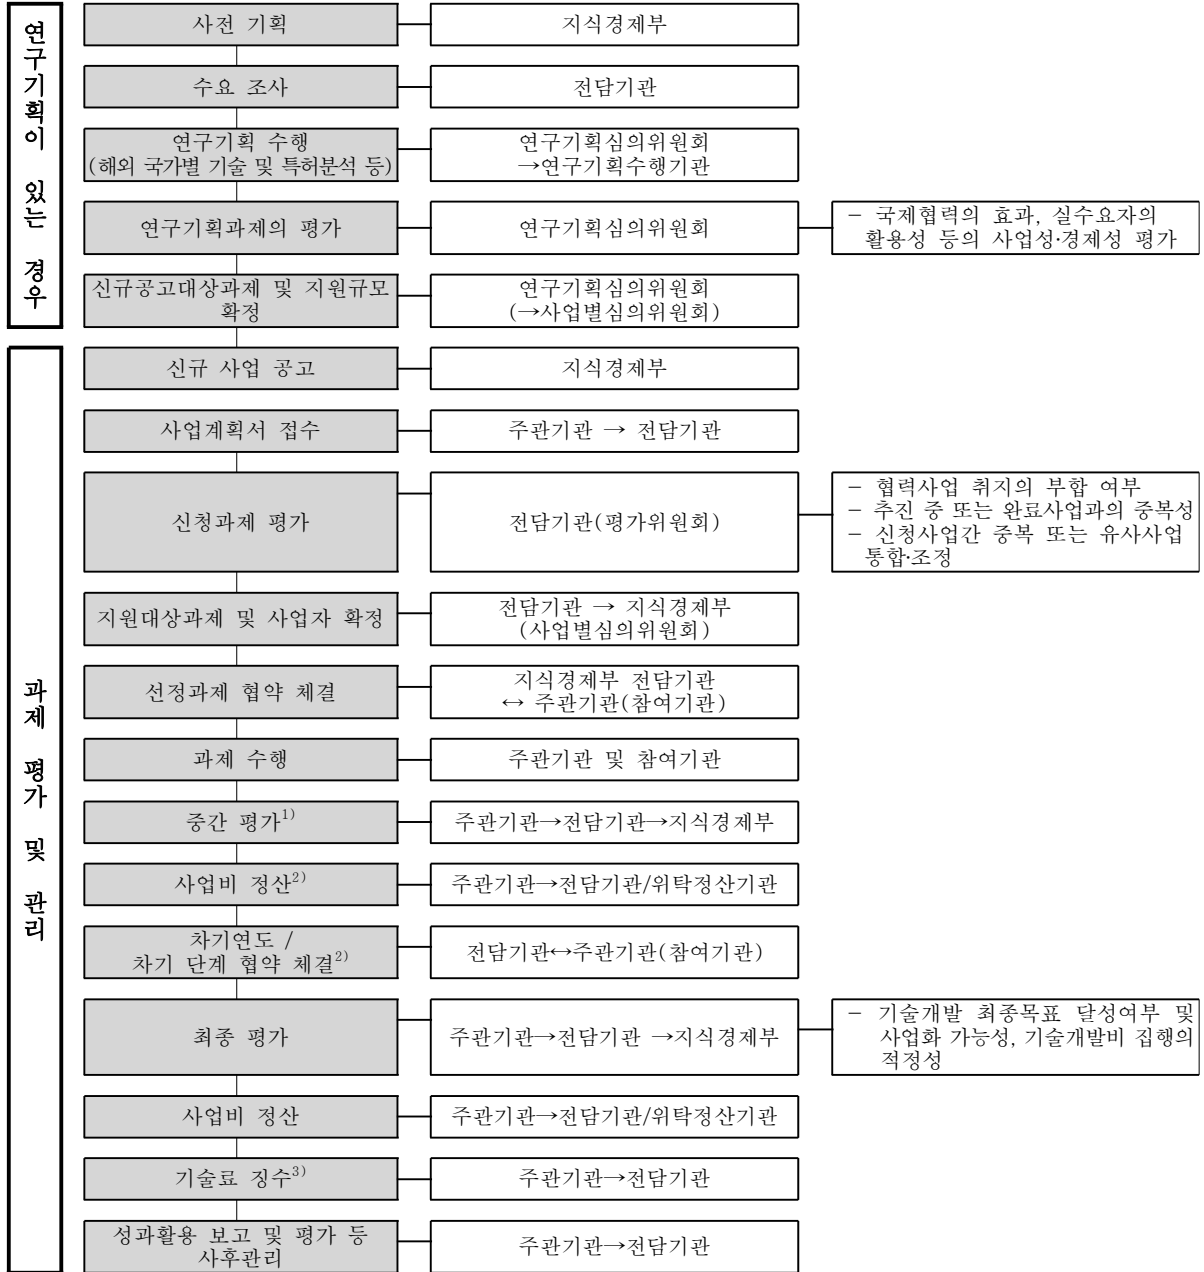 연구기획이 있는 경우
사전 기획
지식경제부
수요 조사
전담기관
연구기획 수행
(해외 국가별 기술 및 특허분석 등)
연구기획심의위원회
→연구기획수행기관
연구기획과제의 평가
연구기획심의위원회
- 국제협력의 효과, 실수요자의
활용성 등의 사업성·경제성 평가
신규공고대상과제 및 지원규모
확정
연구기획심의위원회
(→사업별심의위원회)
과제 평가 및 관리
신규 사업 공고
지식경제부
사업계획서 접수
주관기관 → 전담기관
신청과제 평가
전담기관(평가위원회)
- 협력사업 취지의 부합 여부
- 추진 중 또는 완료사업과의 중복성
- 신청사업간 중복 또는 유사사업
통합·조정
지원대상과제 및 사업자 확정
전담기관 → 지식경제부
(사업별심의위원회)
선정과제 협약 체결
지식경제부 전담기관
↔ 주관기관(참여기관)
과제 수행
주관기관 및 참여기관
중간 평가1)
주관기관→전담기관→지식경제부
사업비 정산2)
주관기관→전담기관/위탁정산기관
차기연도 /
차기 단계 협약 체결2)
전담기관↔주관기관(참여기관)
최종 평가
주관기관→전담기관 →지식경제부
- 기술개발 최종목표 달성여부 및
사업화 가능성, 기술개발비 집행의
적정성
사업비 정산
주관기관→전담기관/위탁정산기관
기술료 징수3)
주관기관→전담기관
성과활용 보고 및 평가 등
사후관리
주관기관→전담기관